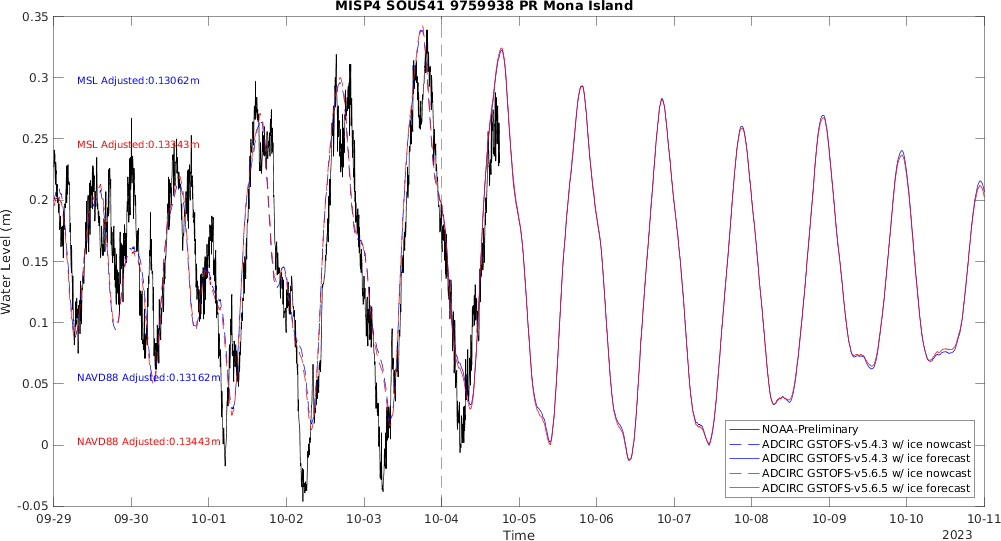 MISP4 SOUS41 9759938 PR Mona Island
0.35
0.3
0.25
0.2
0.15
0.1
0.05
0
-0.05
Water Level (m)
MSL Adjusted:0.13062m
MSL Adjusted:0.13343m
NAVD88 Adjusted:0.13162m
NAVD88 Adjusted:0.13443m
NOAA-Preliminary
ADCIRC GSTOFS-v5.4.3 w/ ice nowcast
ADCIRC GSTOFS-v5.4.3 w/ ice forecast
ADCIRC GSTOFS-v5.6.5 w/ ice nowcast
ADCIRC GSTOFS-v5.6.5 w/ ice forecast
09-29 09-30 10-01 10-02 10-03 10-04 10-05 10-06 10-07 10-08 10-09 10-10 10-11
Time
2023